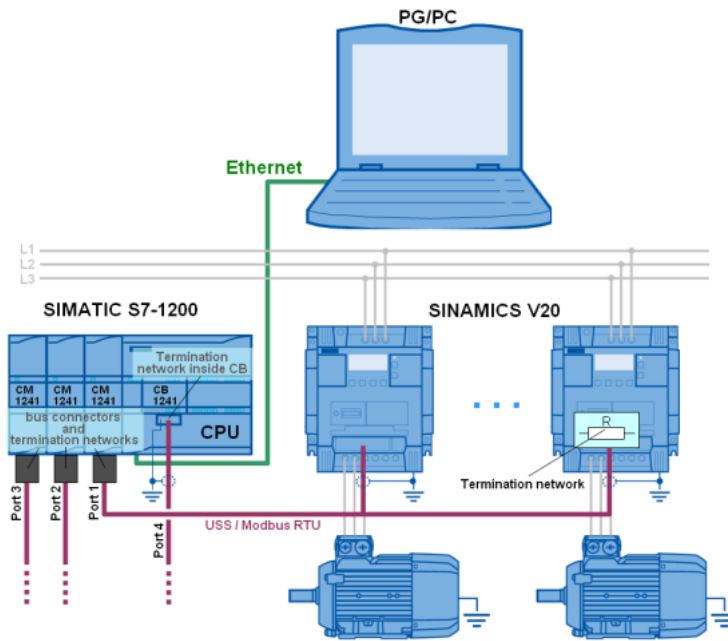 PG/PC
Ethernet
L1
L2
L3
SIMATIC S7-1200
SINAMICS V20
Termination
network inside CB
CM
1241
CM
1241
CM
1241
CB
1241
bus connectors
and
termination networks
CPU
R
Termination network
Port 3
Port 2
Port 1
Port 4
USS / Modbus RTU